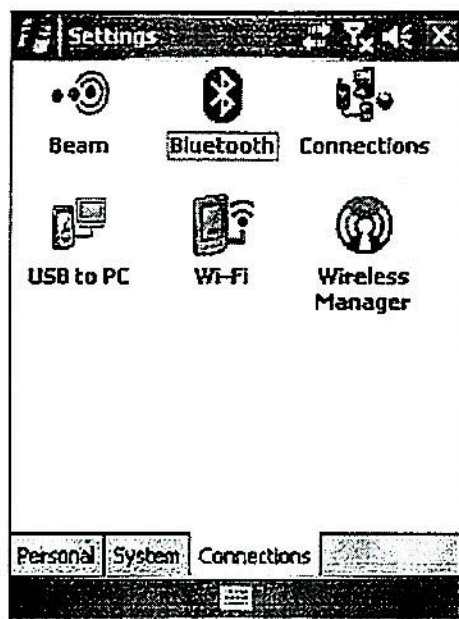 Settings
Beam Bluetooth Connections
USB to PC Wi-Fi Wireless Manager
Personal System Connections